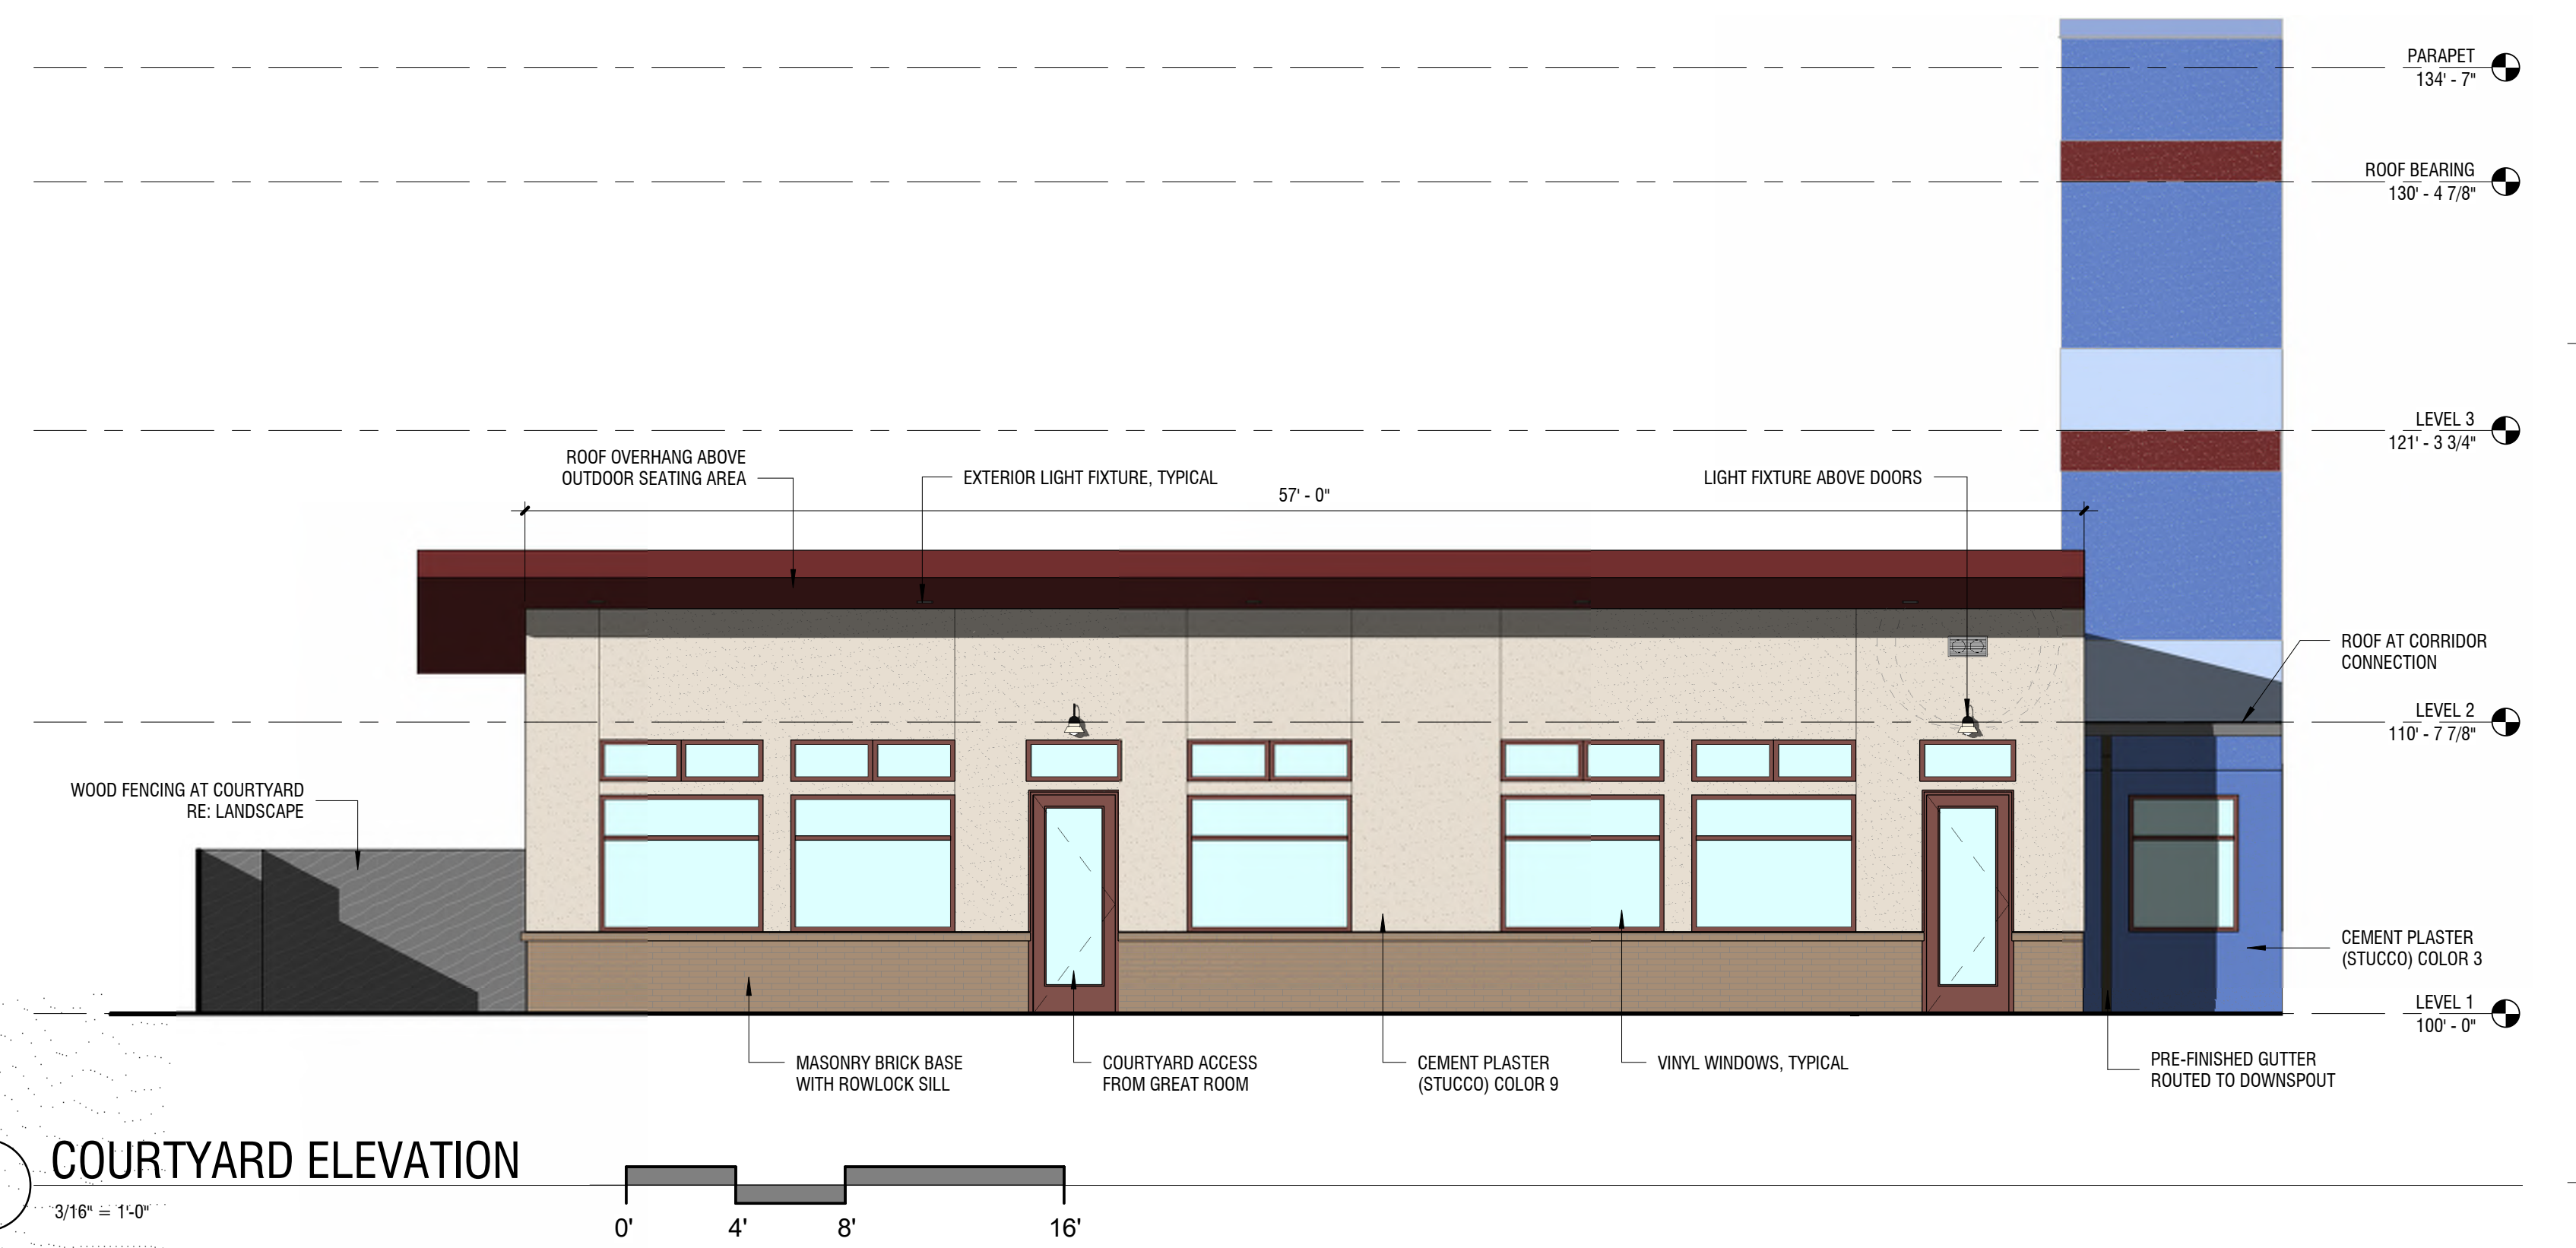 PARAPET
134' - 7"
ROOF BEARING
130' - 4 7/8"
LEVEL 3
121' - 3 3/4"
ROOF OVERHANG ABOVE
OUTDOOR SEATING AREA
EXTERIOR LIGHT FIXTURE, TYPICAL
57' - 0"
LIGHT FIXTURE ABOVE DOORS
ROOF AT CORRIDOR
CONNECTION
LEVEL 2
110' - 7 7/8"
WOOD FENCING AT COURTYARD
RE: LANDSCAPE
CEMENT PLASTER
(STUCCO) COLOR 3
LEVEL 1
100' - 0"
MASONRY BRICK BASE
WITH ROWLOCK SILL
COURTYARD ACCESS
FROM GREAT ROOM
CEMENT PLASTER
(STUCCO) COLOR 9
VINYL WINDOWS, TYPICAL
PRE-FINISHED GUTTER
ROUTED TO DOWNSPOUT
COURTYARD ELEVATION
3/16" = 1'-0"
0' 4' 8' 16'